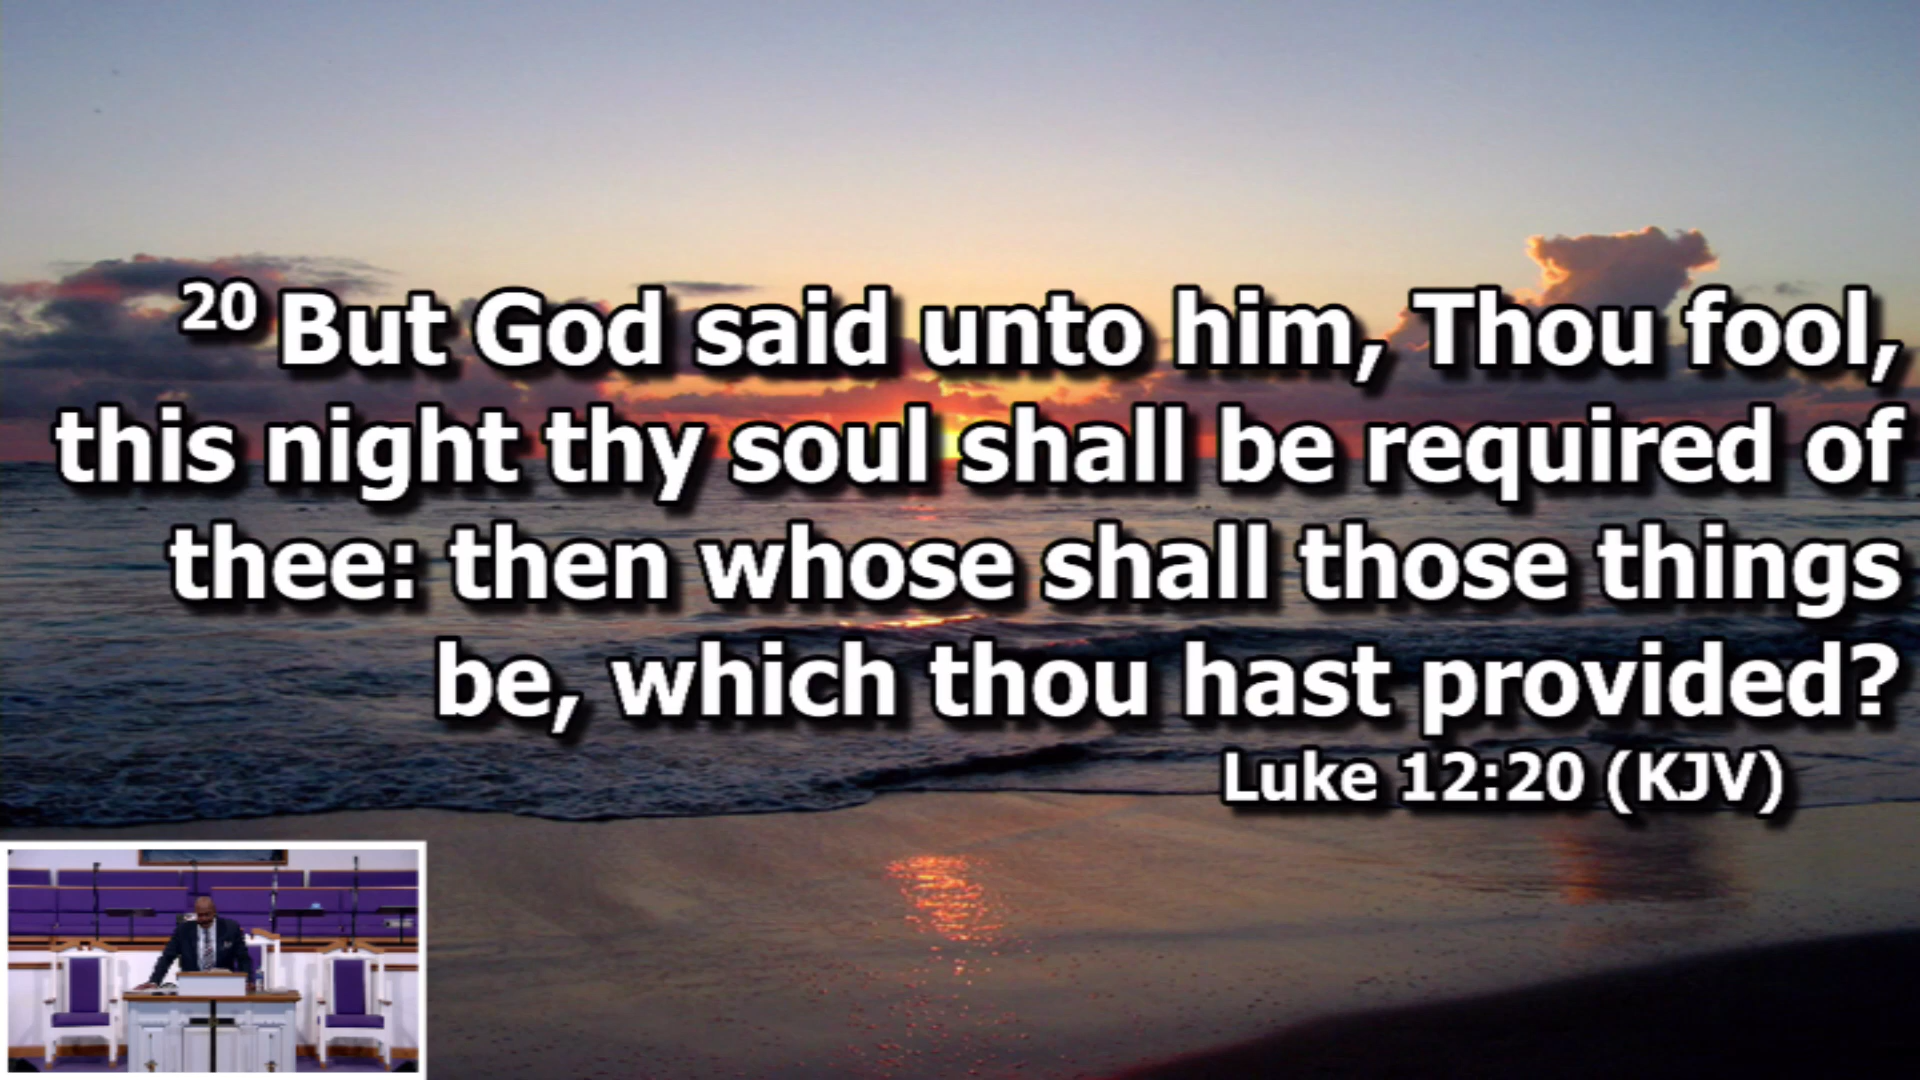 20 But God said unto him, Thou fool,
this night thy soul shall be required of
thee: then whose shall those things
be, which thou hast provided?
Luke 12:20 (KJV)